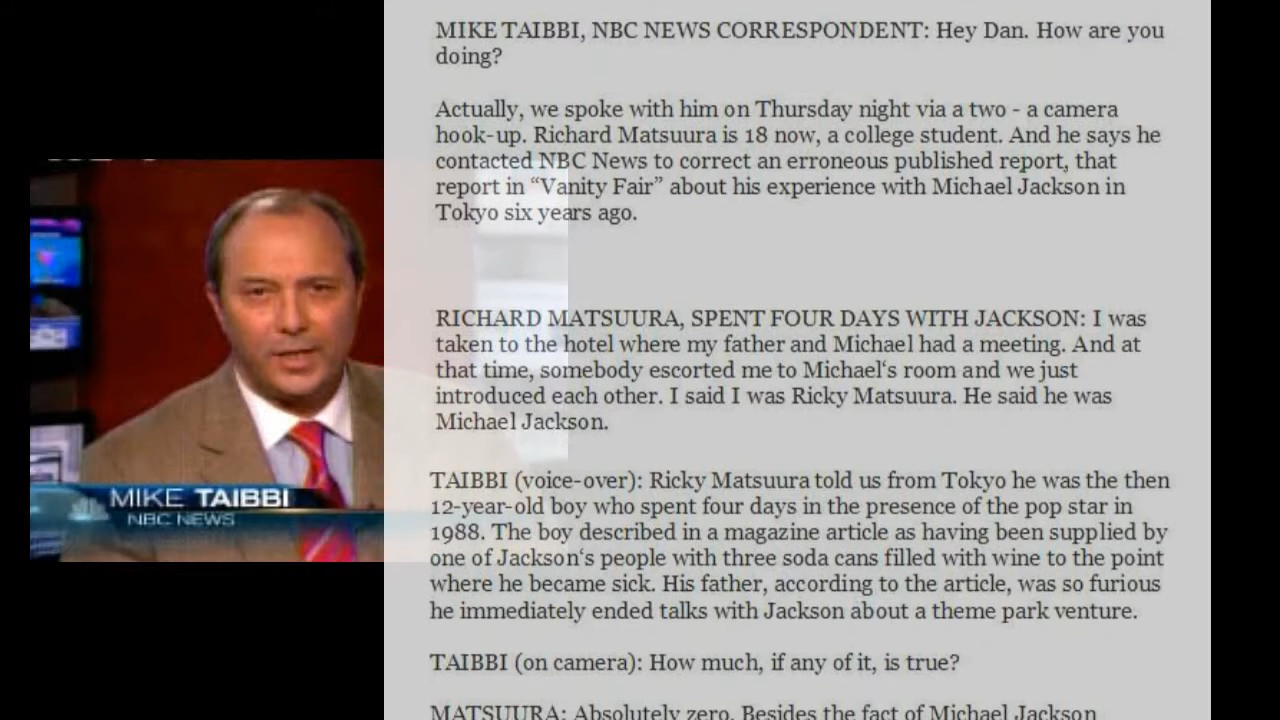 MIKE TAIBBI, NBC NEWS CORRESPONDENT: Hey Dan. How are you
doing?
Actually, we spoke with him on Thursday night via a two - a camera
hook-up. Richard Matsuura is 18 now, a college student. And he says he
contacted NBC News to correct an erroneous published report, that
report in “Vanity Fair” about his experience with Michael Jackson in
Tokyo six years ago.
RICHARD MATSUURA, SPENT FOUR DAYS WITH JACKSON: I was
taken to the hotel where my father and Michael had a meeting. And at
that time, somebody escorted me to Michael‘s room and we just
introduced each other. I said I was Ricky Matsuura. He said he was
Michael Jackson.
TAIBBI (voice-over): Ricky Matsuura told us from Tokyo he was the then
12-year-old boy who spent four days in the presence of the pop star in
1988. The boy described in a magazine article as having been supplied by
one of Jackson‘s people with three soda cans filled with wine to the point
where he became sick. His father, according to the article, was so furious
he immediately ended talks with Jackson about a theme park venture.
TAIBBI (on camera): How much, if any of it, is true?
MATSUURA: Absolutely zero. Besides the fact of Michael Jackson
MIKE TAIBBI
NBC NEWS